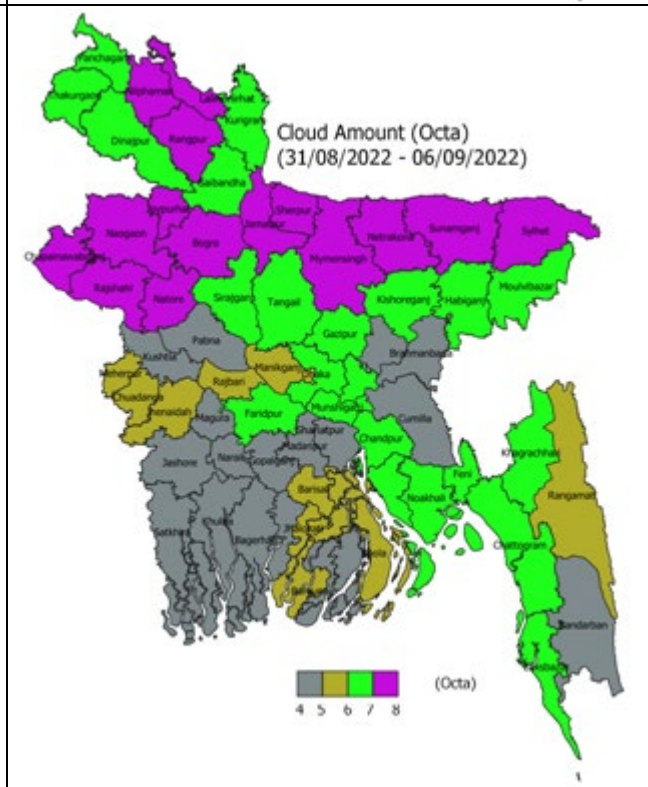 Panchagarh
Nilphamari
Thakurgaon
Lalmonirhat
Kurigram
Cloud Amount (Octa)
(31/08/2022 - 06/09/2022)
Dinajpur
Rangpur
Gaibandha
Joypurhat
Sherpur
Naogaon
Jamalpur
Netrakona
Sunamganj
Sylhet
Bogra
Mymensingh
Chapainawabganj
Rajshahi
Natore
Sirajganj
Tangail
Kishoreganj
Habiganj
Moulvibazar
Gazipur
Pabna
Kushtia
Brahmanbaria
Manikganj
Dhaka
Meherpur
Rajbari
Chuadanga
Jhenaidah
Magura
Faridpur
Munshiganj
Cumilla
Shariatpur
Chandpur
Madaripur
Khagrachhari
Jashore
Narail
Gopalganj
Feni
Barisal
Noakhali
Rangamati
Satkhira
Khulna
Bagerhat
Chattogram
Bhola
Bandarban
(Octa)
4 5 6 7 8